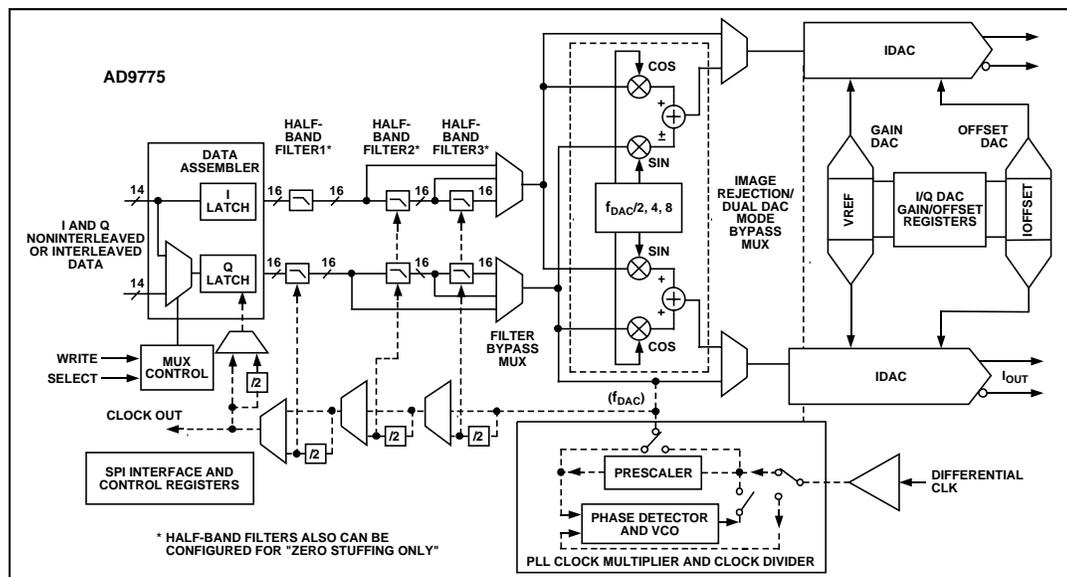 AD9775
HALF-
BAND
FILTER1*
HALF-
BAND
FILTER2*
HALF-
BAND
FILTER3*
DATA
ASSEMBLER
14
I
LATCH
16
16
16
16
I AND Q
NONINTERLEAVED
OR INTERLEAVED
DATA
14
Q
LATCH
16
16
16
16
FILTER
BYPASS
MUX
WRITE
SELECT
MUX
CONTROL
/2
CLOCK OUT
/2
/2
/2
(fDAC)
SPI INTERFACE AND
CONTROL REGISTERS
* HALF-BAND FILTERS ALSO CAN BE
CONFIGURED FOR "ZERO STUFFING ONLY"
COS
+
±
SIN
fDAC/2, 4, 8
SIN
+
+
COS
IMAGE
REJECTION/
DUAL DAC
MODE
BYPASS
MUX
IDAC
GAIN
DAC
OFFSET
DAC
VREF
I/Q DAC
GAIN/OFFSET
REGISTERS
IOFFSET
IDAC
IOUT
PRESCALER
PHASE DETECTOR
AND VCO
DIFFERENTIAL
CLK
PLL CLOCK MULTIPLIER AND CLOCK DIVIDER